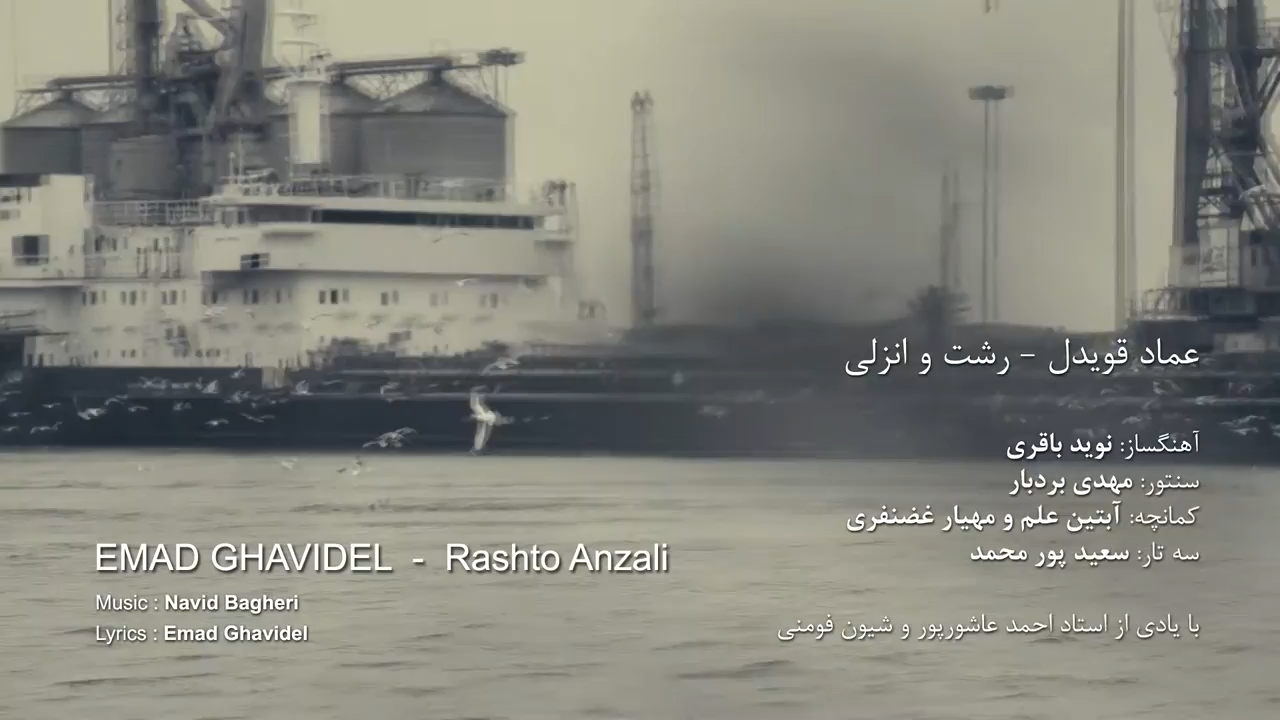 عماد قویدل - رشت و انزلی
آهنگساز: نوید باقری
سنتور: مهدی بردبار
کمانچه: آبتین علم و مهیار غضنفری
سه تار: سعید پور محمد
با یادی از استاد احمد عاشورپور و شیون فومنی
EMAD GHAVIDEL - Rashto Anzali
Music : Navid Bagheri
Lyrics : Emad Ghavidel